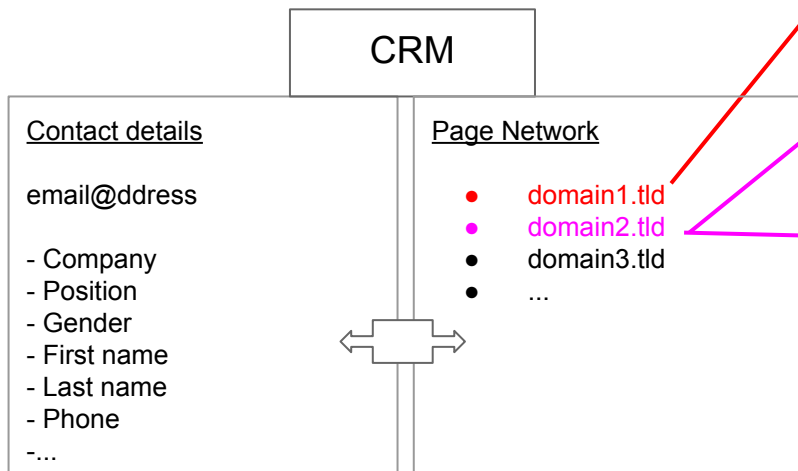 CRM
Contact details
email@ddress
- Company
- Position
- Gender
- First name
- Last name
- Phone
-...
Page Network
● domain1.tld
● domain2.tld
● domain3.tld
● ...